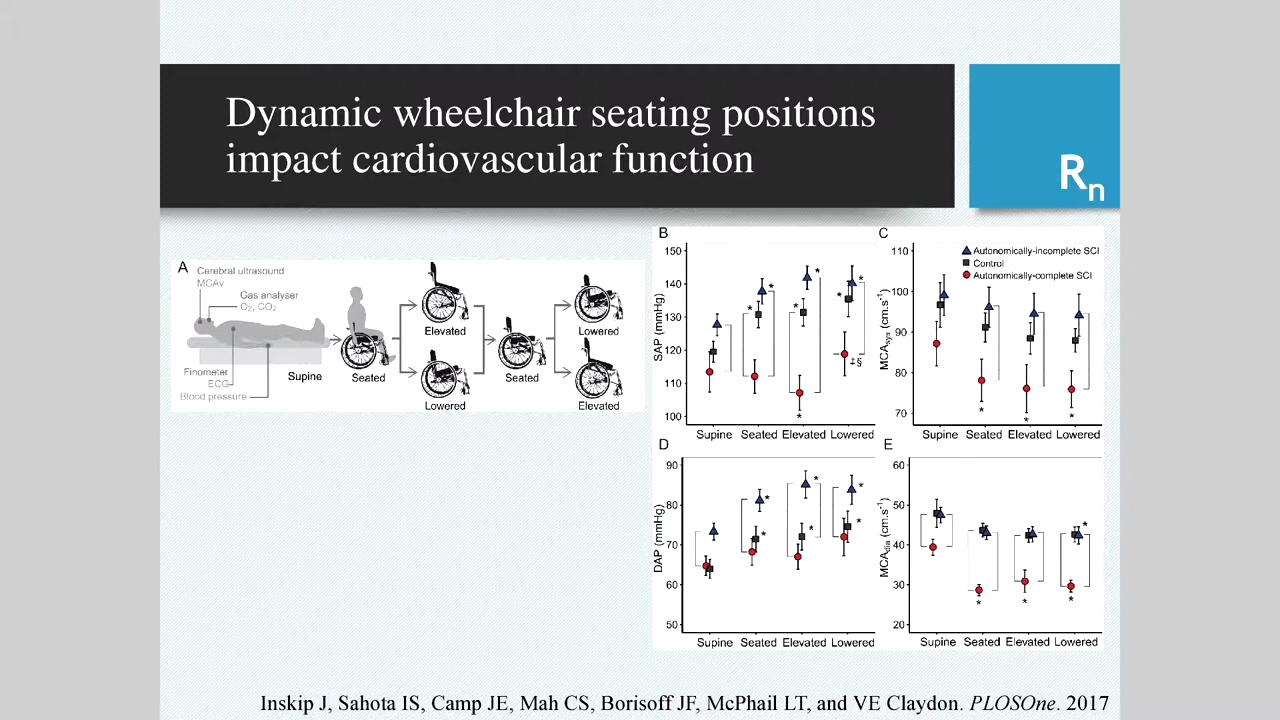 Dynamic wheelchair seating positions
impact cardiovascular function
Rn
A
Cerebral ultrasound
MCAv
Gas analyser
O2, CO2
Finometer
ECG
Blood pressure
Supine
Seated
Elevated
Lowered
Seated
Lowered
Elevated
B
150
140
130
120
110
100
SAP (mmHg)
* * * * * * * ‡§
Supine Seated Elevated Lowered
C
Autonomically-incomplete SCI
Control
Autonomically-complete SCI
110
100
90
80
70
MCAsys (cm.s-1)
* * *
Supine Seated Elevated Lowered
D
90
80
70
60
50
DAP (mmHg)
* * * * * *
Supine Seated Elevated Lowered
E
60
50
40
30
20
MCAdia (cm.s-1)
* * * *
Supine Seated Elevated Lowered
Inskip J, Sahota IS, Camp JE, Mah CS, Borisoff JF, McPhail LT, and VE Claydon. PLOSOne. 2017